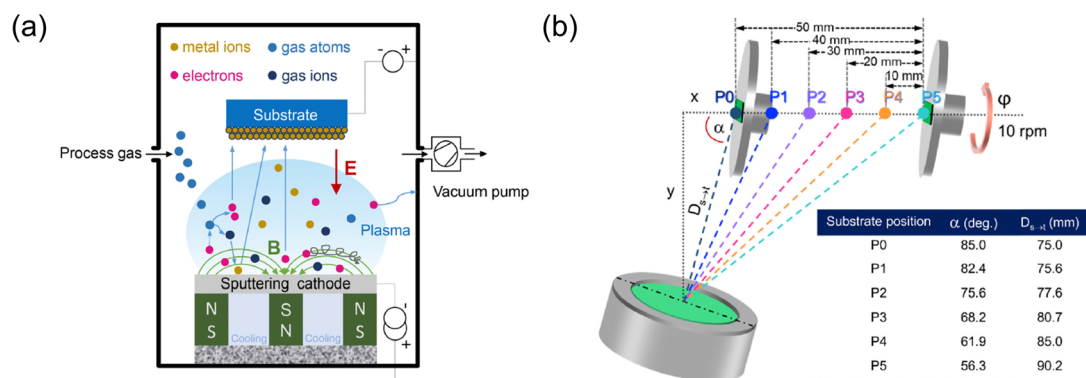 (a)
metal ions
gas atoms
electrons
gas ions
- +
Substrate
Process gas
E
Vacuum pump
Plasma
B
Sputtering cathode
N S N
S N S
Cooling Cooling
-
+
(b)
50 mm
40 mm
30 mm
20 mm
10 mm
x P0 P1 P2 P3 P4 P5 φ
α
10 rpm
y
Ds→t
Substrate position α (deg.) Ds→t (mm)
P0 85.0 75.0
P1 82.4 75.6
P2 75.6 77.6
P3 68.2 80.7
P4 61.9 85.0
P5 56.3 90.2